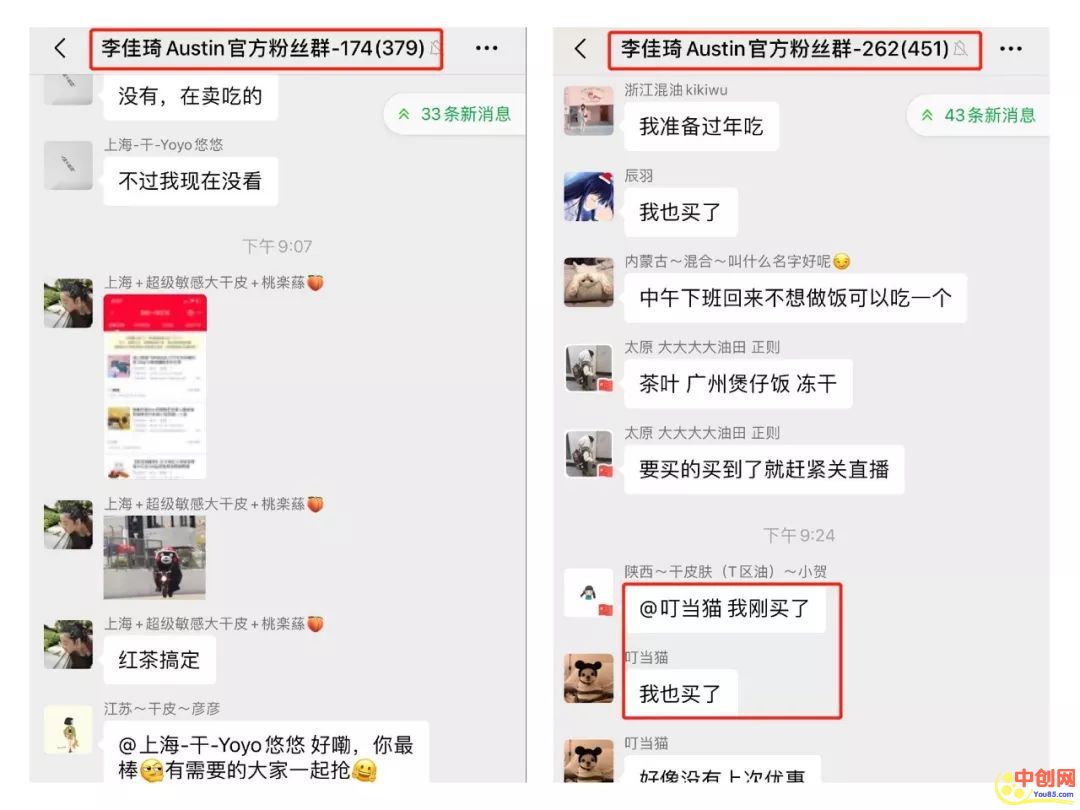 李佳琦Austin官方粉丝群-174(379)
没有，在卖吃的
33条新消息
上海-干-Yoyo悠悠
不过我现在没看
下午9:07
上海+超级敏感大干皮+桃楽蕬
上海+超级敏感大干皮+桃楽蕬
上海+超级敏感大干皮+桃楽蕬
红茶搞定
江苏～干皮～彦彦
@上海-干-Yoyo悠悠 好嘞，你最
棒有需要的大家一起抢
李佳琦Austin官方粉丝群-262(451)
浙江混油kikiwu
43条新消息
我准备过年吃
辰羽
我也买了
内蒙古～混合～叫什么名字好呢
中午下班回来不想做饭可以吃一个
太原 大大大大油田 正则
茶叶 广州煲仔饭 冻干
太原 大大大大油田 正则
要买的买到了就赶紧关直播
下午9:24
陕西～干皮肤（T区油）～小贺
@叮当猫 我刚买了
叮当猫
我也买了
叮当猫
好像没有上次优惠
中创网
You85.com